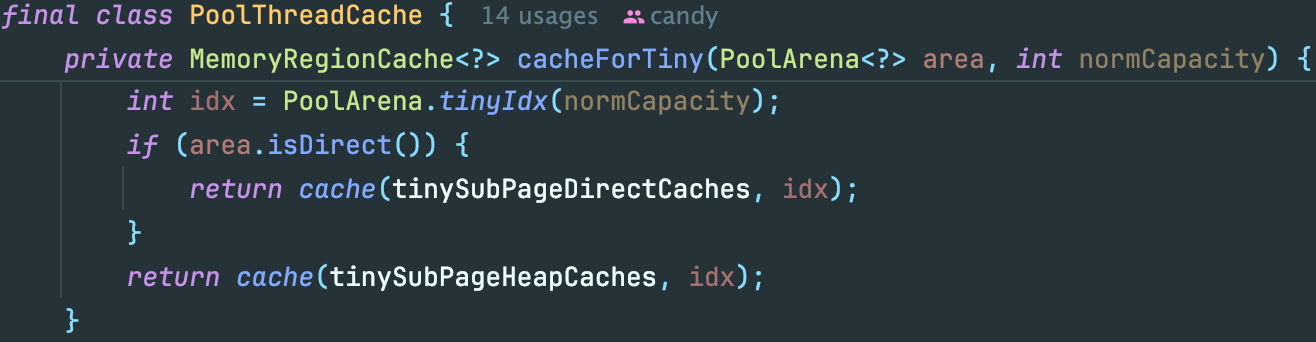 final class PoolThreadCache { 14 usages candy
private MemoryRegionCache<?> cacheForTiny(PoolArena<?> area, int normCapacity) {
int idx = PoolArena.tinyIdx(normCapacity);
if (area.isDirect()) {
return cache(tinySubPageDirectCaches, idx);
}
return cache(tinySubPageHeapCaches, idx);
}